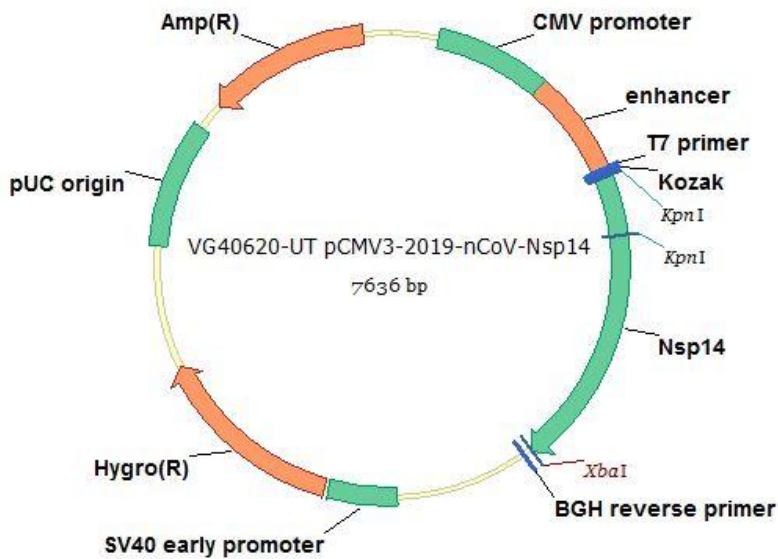 Amp(R)
CMV promoter
enhancer
T7 primer
Kozak
KpnI
pUC origin
VG40620-UT pCMV3-2019-nCoV-Nsp14
KpnI
7636 bp
Nsp14
Hygro(R)
XbaI
BGH reverse primer
SV40 early promoter